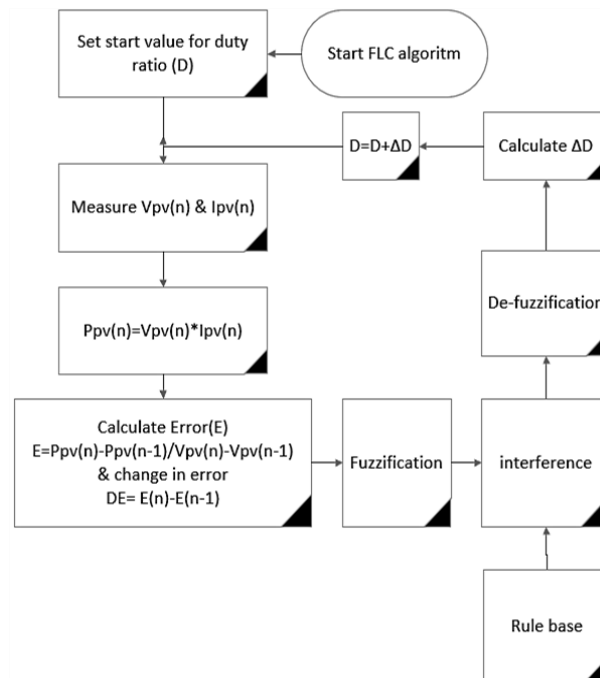 Start FLC algoritm
Set start value for duty
ratio (D)
Measure Vpv(n) & Ipv(n)
Ppv(n)=Vpv(n)*Ipv(n)
Calculate Error(E)
E=Ppv(n)-Ppv(n-1)/Vpv(n)-Vpv(n-1)
& change in error
DE= E(n)-E(n-1)
Fuzzification
interference
Rule base
De-fuzzification
Calculate ΔD
D=D+ΔD